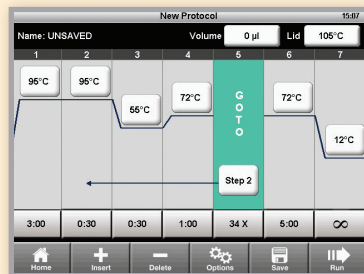 New Protocol 15:07
Name: UNSAVED Volume 0 µl Lid 105°C
1 2 3 4 5 6 7
95°C 95°C 55°C 72°C GOTO 72°C 12°C
Step 2
3:00 0:30 0:30 1:00 34 X 5:00 ∞
Home Insert Delete Options Save Run